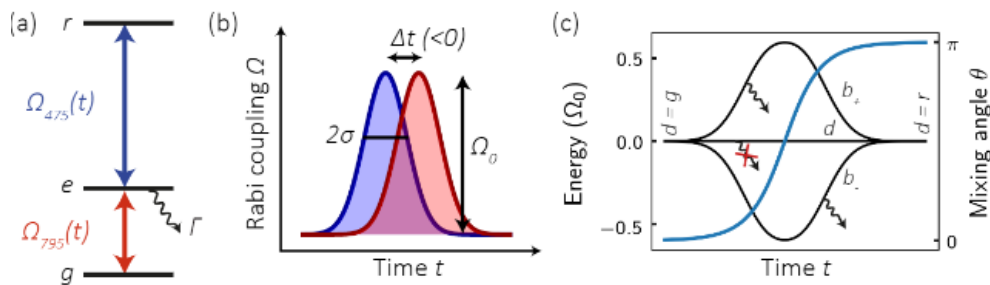 (a)
r
Ω475(t)
e
Γ
Ω795(t)
g
(b)
Δt (<0)
Rabi coupling Ω
2σ
Ω0
Time t
(c)
Energy (Ω0)
0.5
0.0
−0.5
d = g
b+
d
b-
d = r
π
0
Mixing angle θ
Time t